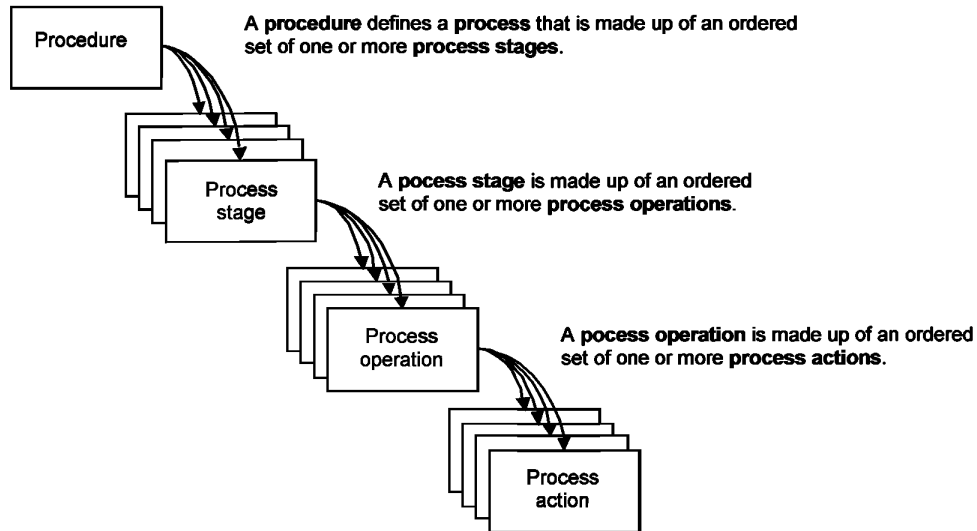 Procedure
A procedure defines a process that is made up of an ordered
set of one or more process stages.
Process
stage
A pocess stage is made up of an ordered
set of one or more process operations.
Process
operation
A pocess operation is made up of an ordered
set of one or more process actions.
Process
action